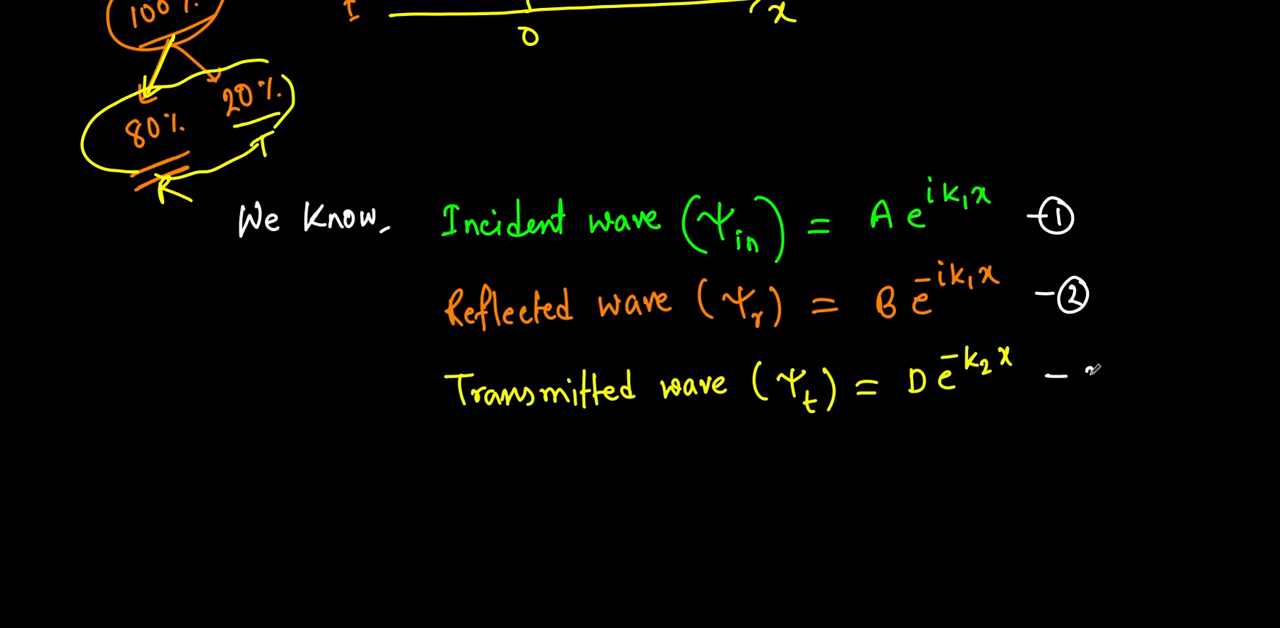 100%
I
0
x
80%
20%
R
T
We know, Incident wave (Ψin) = A e^{ik₁x} -①
Reflected wave (Ψr) = B e^{-ik₁x} -②
Transmitted wave (Ψt) = D e^{-k₂x} -